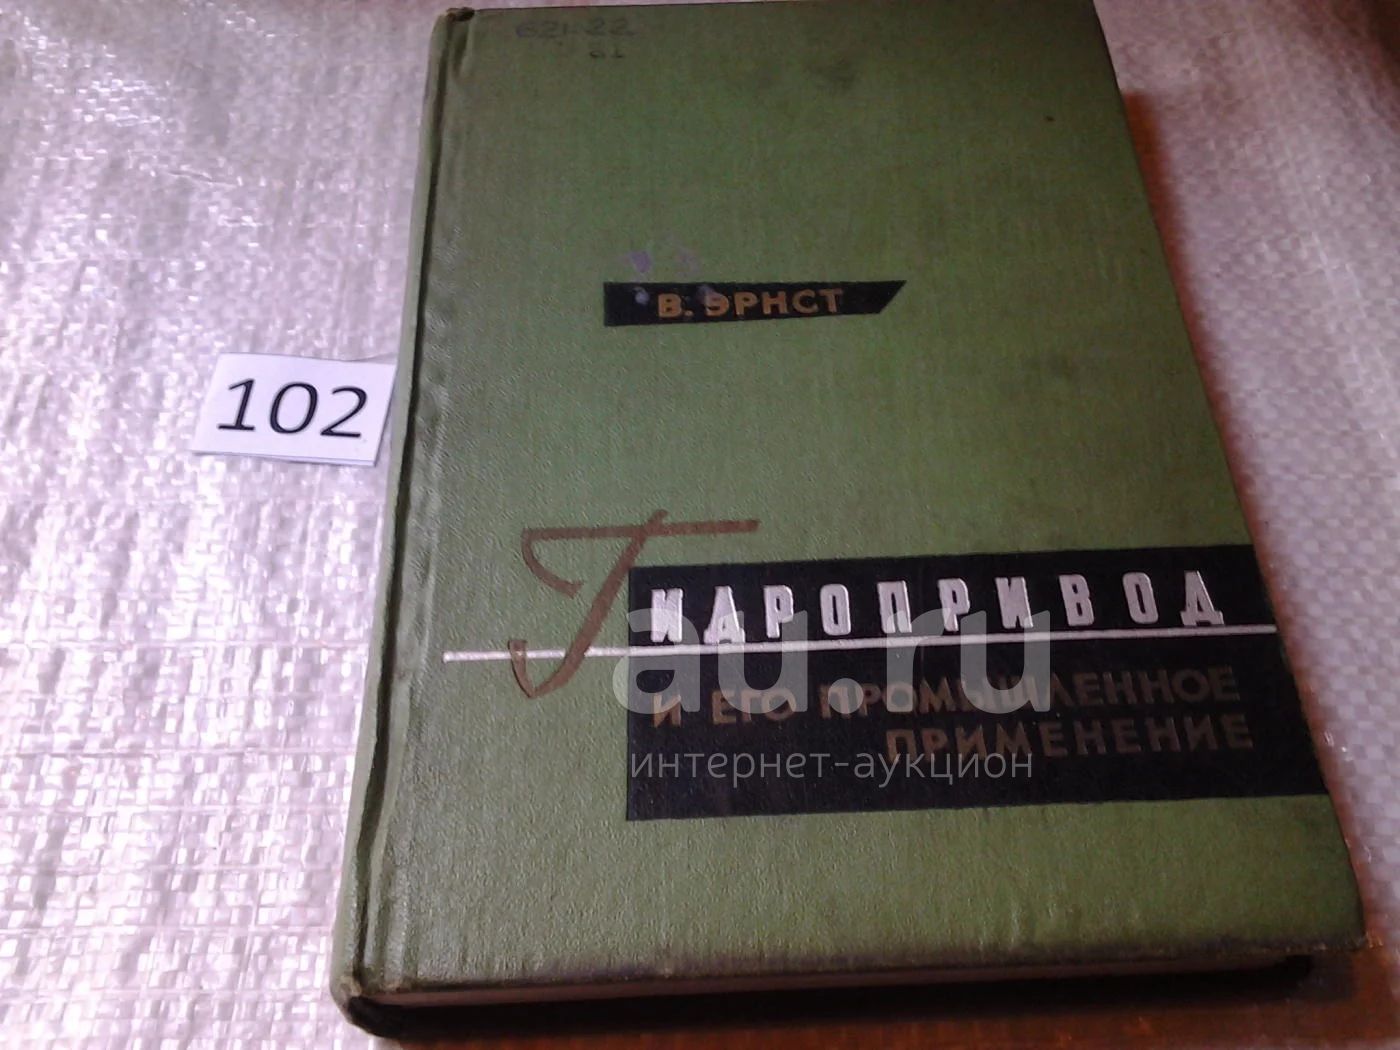 621.22
В. ЭРНСТ
102
ГИДРОПРИВОД
И ЕГО ПРОМЫШЛЕННОЕ
ПРИМЕНЕНИЕ
au.ru
интернет-аукцион